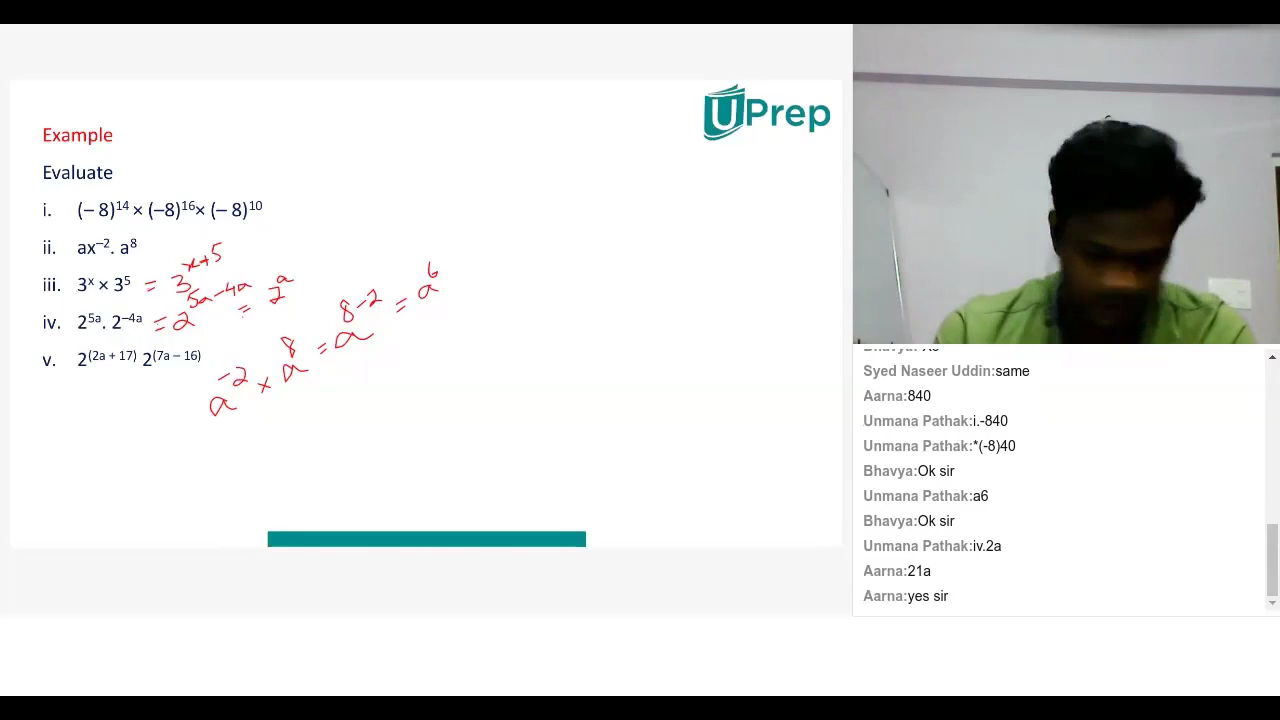 UPrep
Example
Evaluate
i. (– 8)¹⁴ × (–8)¹⁶× (– 8)¹⁰
ii. ax⁻². a⁸
iii. 3ˣ × 3⁵ = 3ˣ⁺⁵
iv. 2⁵ᵃ. 2⁻⁴ᵃ = 2⁵ᵃ⁻⁴ᵃ = 2ᵃ
v. 2⁽²ᵃ ⁺ ¹⁷⁾ 2⁽⁷ᵃ ⁻ ¹⁶⁾
a⁻² × a⁸ = a⁸⁻² = a⁶
Syed Naseer Uddin:same
Aarna:840
Unmana Pathak:i.-840
Unmana Pathak:*(-8)40
Bhavya:Ok sir
Unmana Pathak:a6
Bhavya:Ok sir
Unmana Pathak:iv.2a
Aarna:21a
Aarna:yes sir